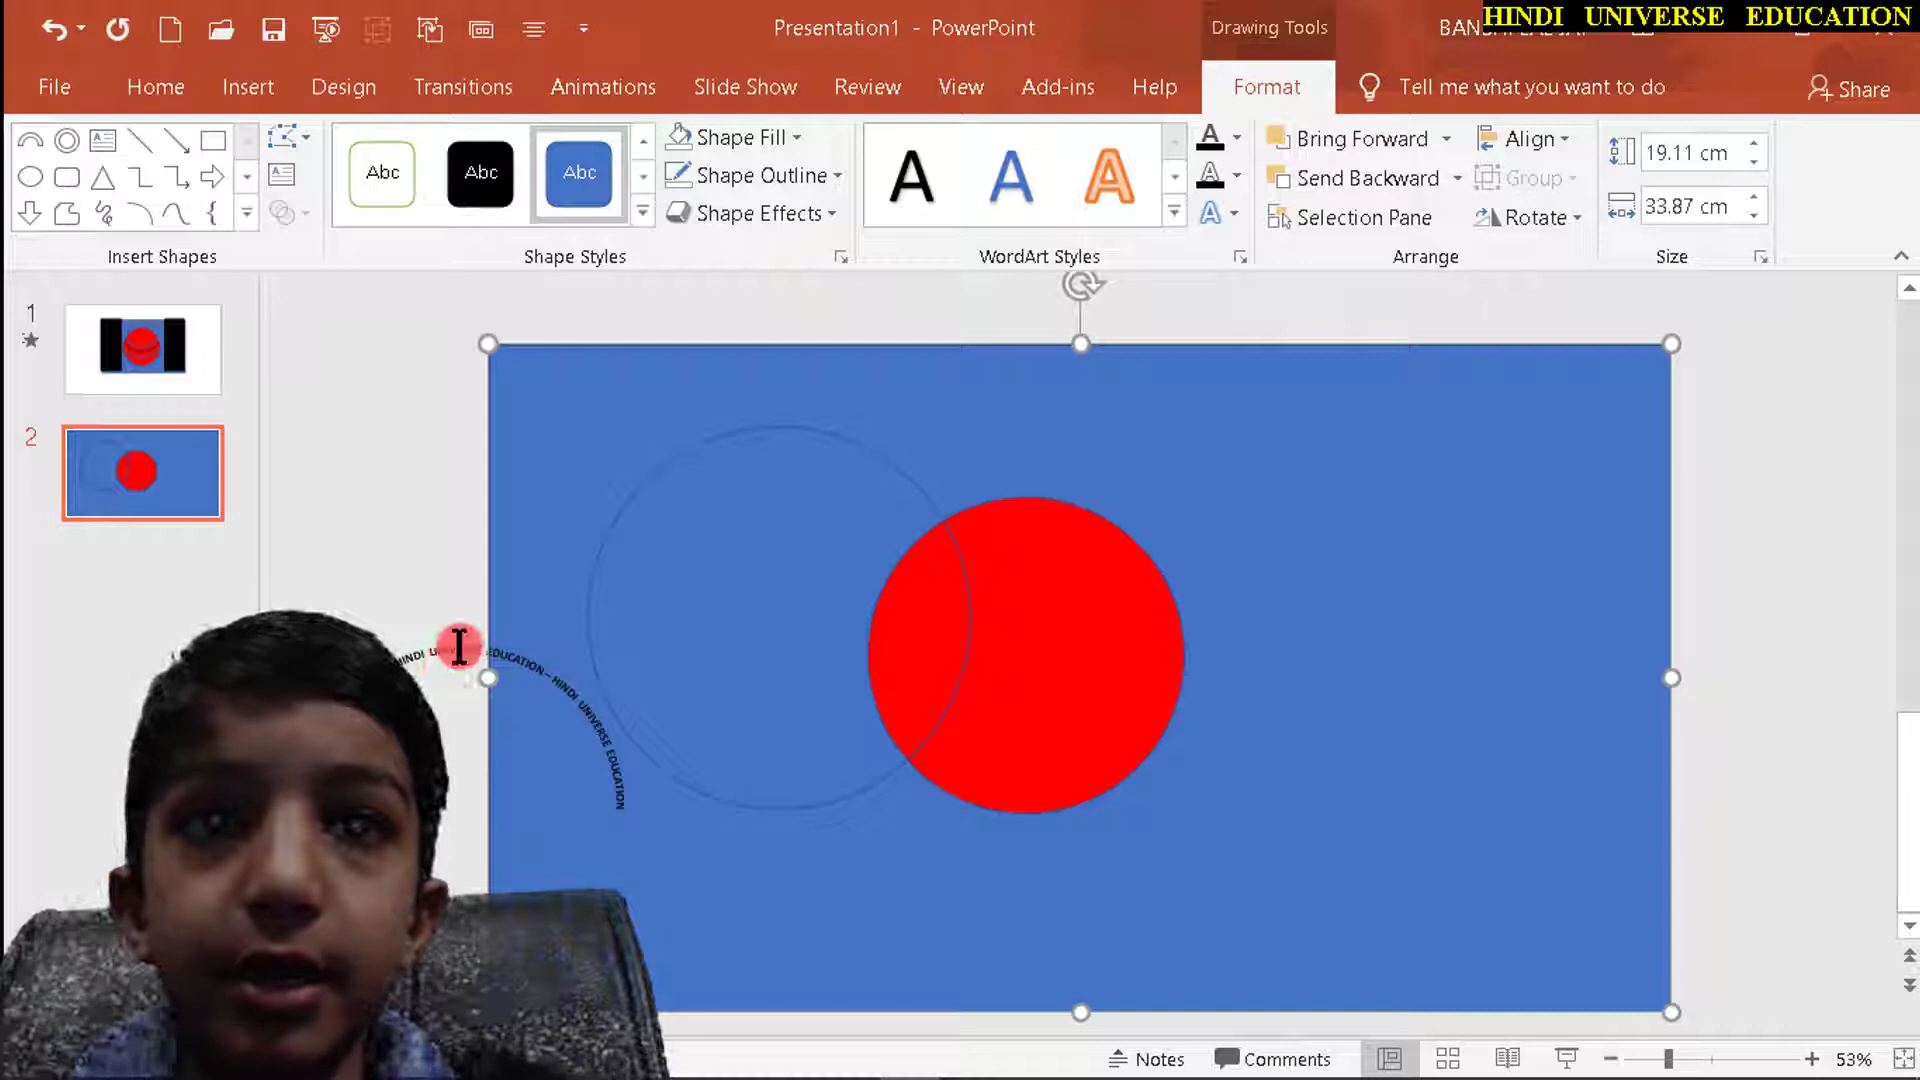 Presentation1 - PowerPoint
Drawing Tools
HINDI UNIVERSE EDUCATION
File
Home
Insert
Design
Transitions
Animations
Slide Show
Review
View
Add-ins
Help
Format
Tell me what you want to do
Share
Abc
Abc
Abc
Shape Fill
Shape Outline
Shape Effects
A
A
A
A
A
A
Bring Forward
Send Backward
Selection Pane
Align
Group
Rotate
19.11 cm
33.87 cm
Insert Shapes
Shape Styles
WordArt Styles
Arrange
Size
1
2
HINDI UNIVERSE EDUCATION – HINDI UNIVERSE EDUCATION
Notes
Comments
53%